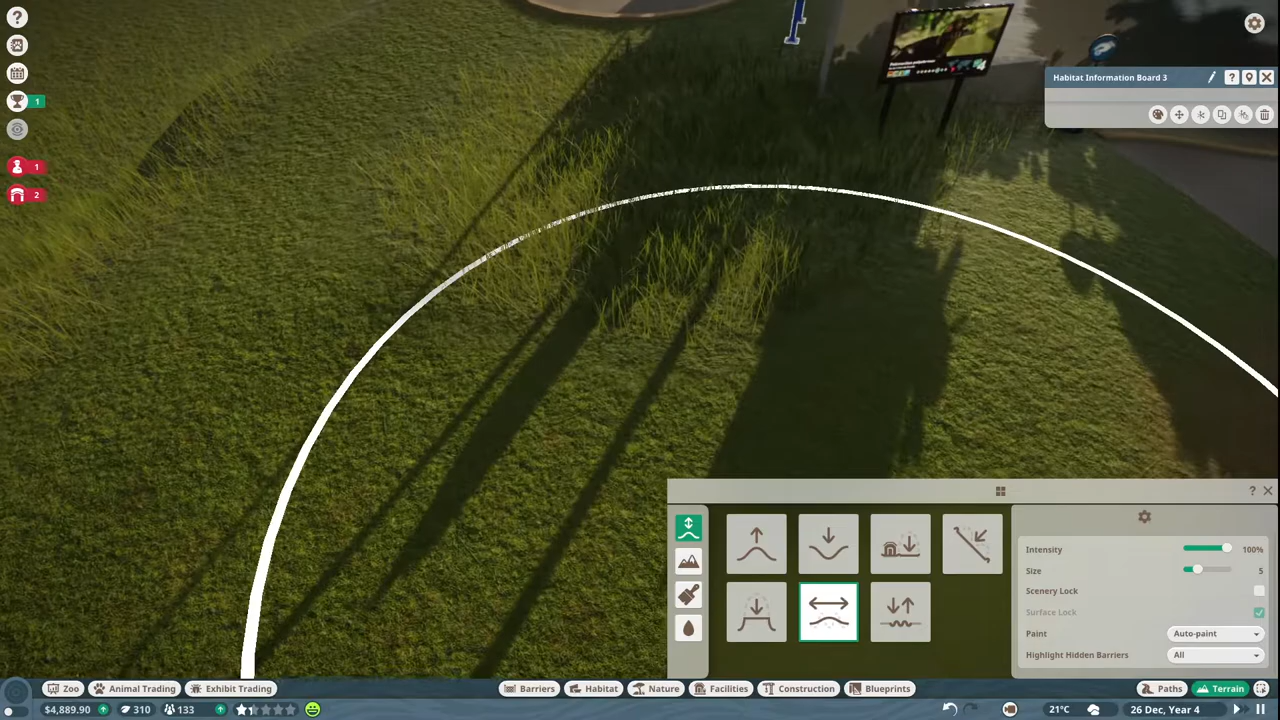 ?
1
Habitat Information Board 3
?
1
2
?
Intensity 100%
Size 5
Scenery Lock
Surface Lock
Paint Auto-paint
Highlight Hidden Barriers All
Zoo Animal Trading Exhibit Trading Barriers Habitat Nature Facilities Construction Blueprints Paths Terrain
$4,889.90 310 133 21°C 26 Dec, Year 4